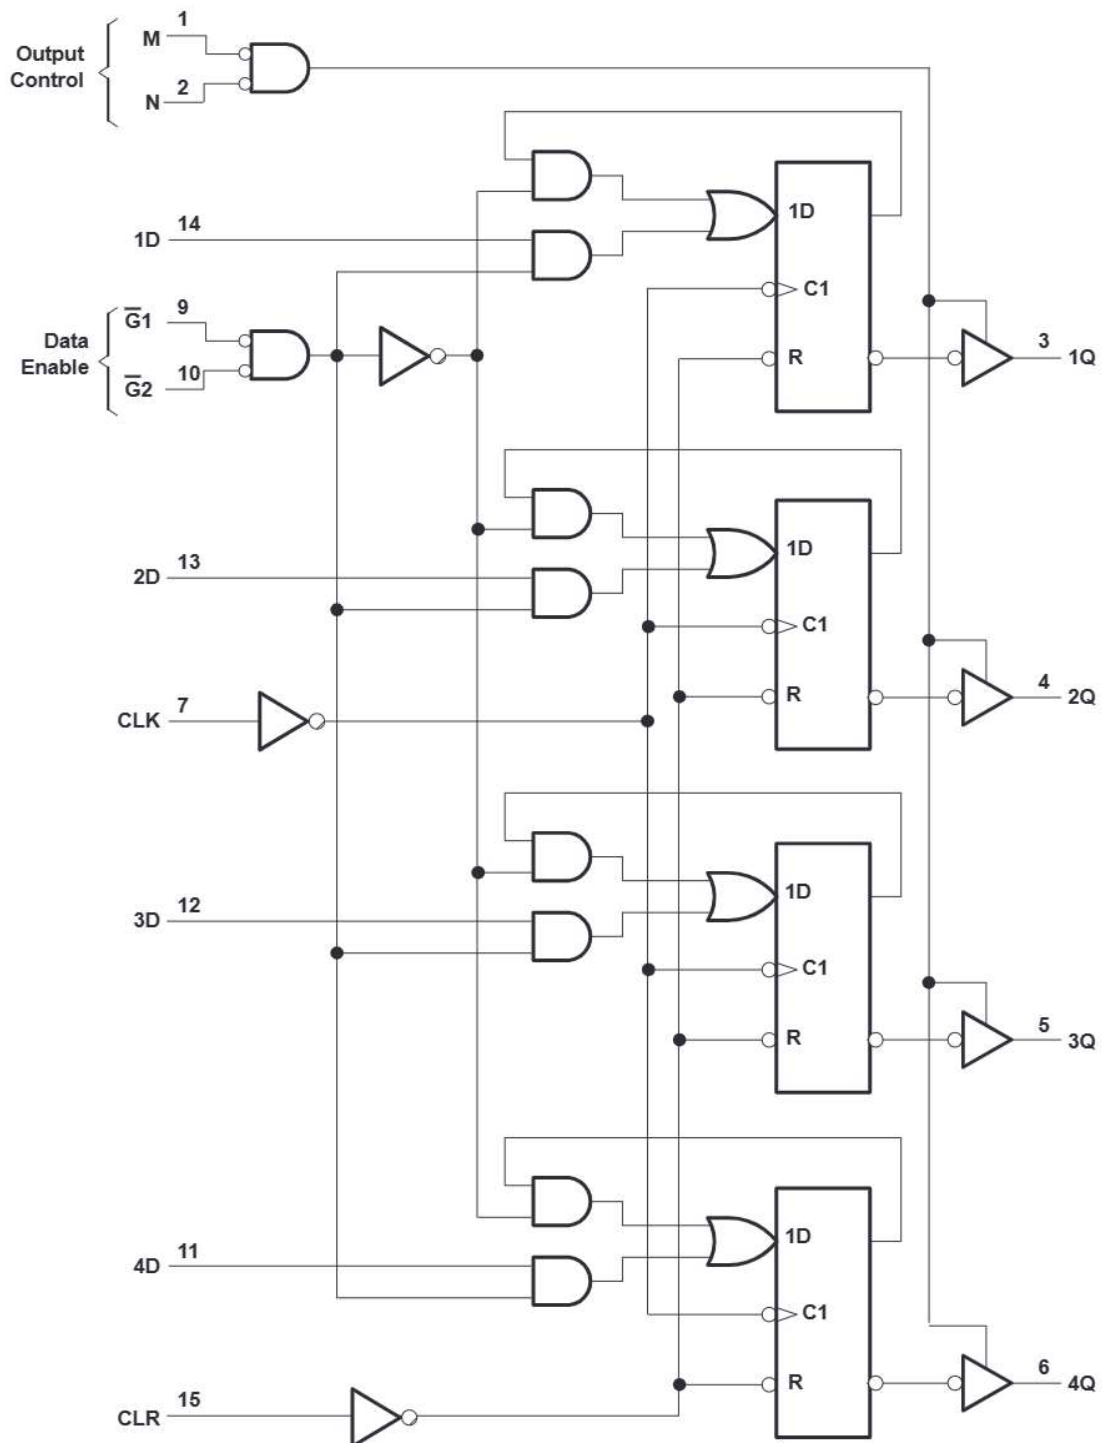 Output
Control
M
1
N
2
1D
14
Data
Enable
G̅1
9
G̅2
10
1D
C1
R
3
1Q
2D
13
1D
C1
R
4
2Q
CLK
7
3D
12
1D
C1
R
5
3Q
4D
11
1D
C1
R
6
4Q
CLR
15